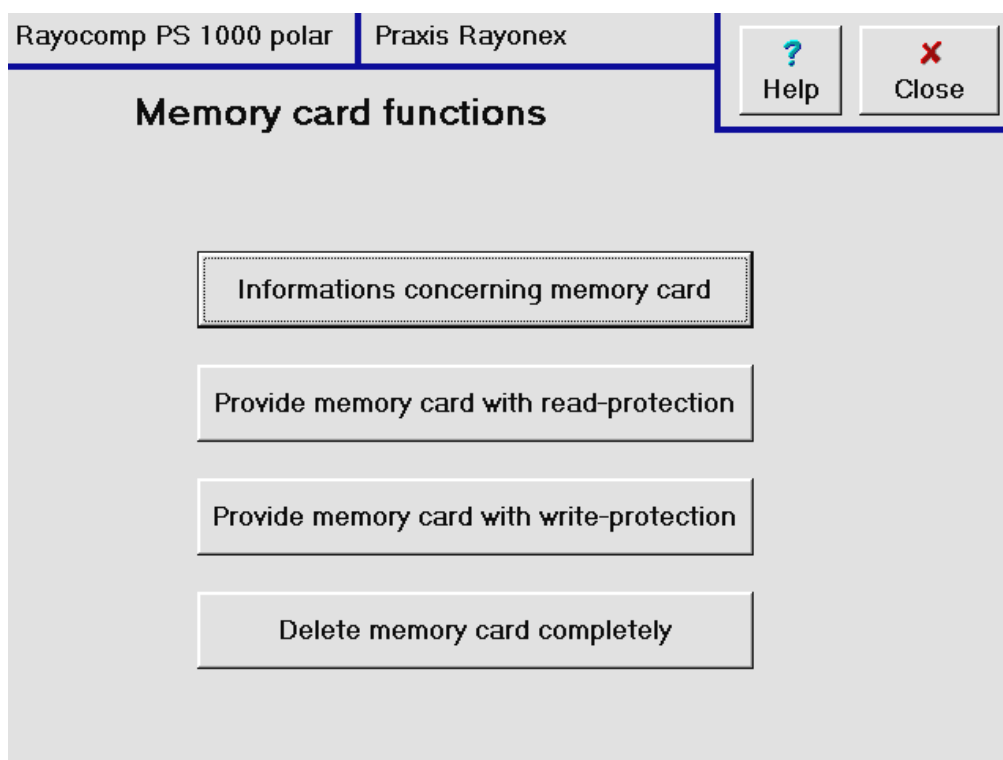 Rayocomp PS 1000 polar
Praxis Rayonex
? Help
Close
Memory card functions
Informations concerning memory card
Provide memory card with read-protection
Provide memory card with write-protection
Delete memory card completely